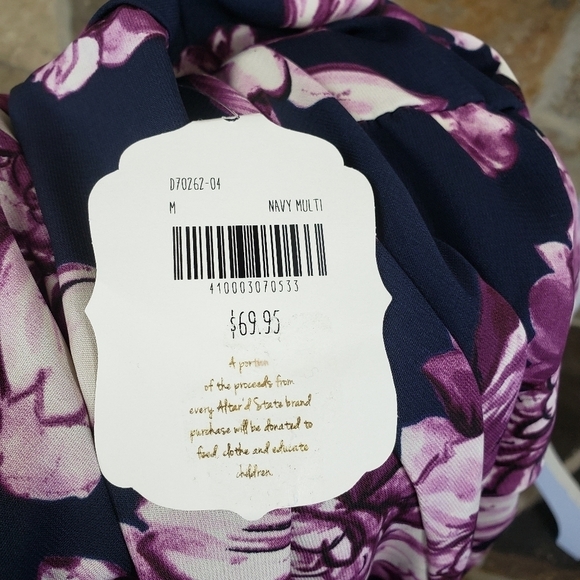 D70262-04
M NAVY MULTI
410003070533
$69.95
A portion
of the proceeds from
every Altar'd State brand
purchase will be donated to
feed, clothe and educate
children.